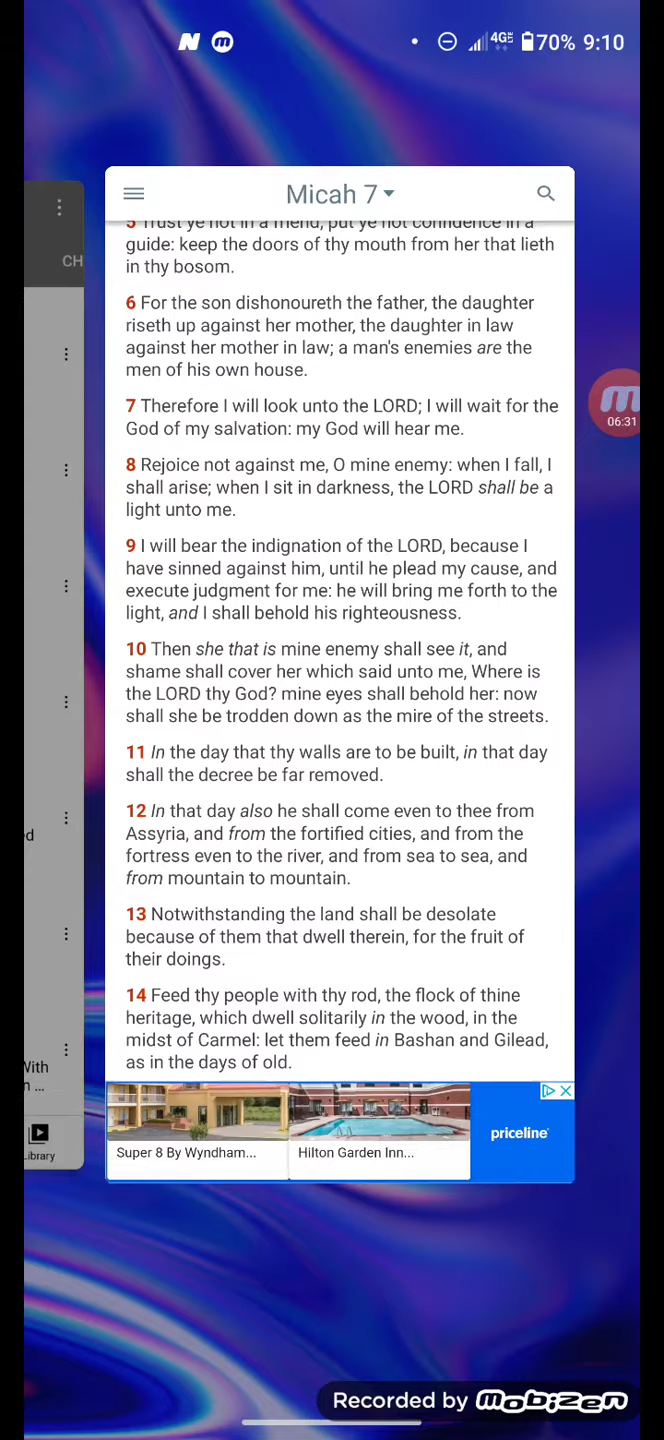 N m 4GE 70% 9:10
Micah 7
CH
5 Trust ye not in a friend, put ye not confidence in a
guide: keep the doors of thy mouth from her that lieth
in thy bosom.
6 For the son dishonoureth the father, the daughter
riseth up against her mother, the daughter in law
against her mother in law; a man's enemies are the
men of his own house.
m
06:31
7 Therefore I will look unto the LORD; I will wait for the
God of my salvation: my God will hear me.
8 Rejoice not against me, O mine enemy: when I fall, I
shall arise; when I sit in darkness, the LORD shall be a
light unto me.
9 I will bear the indignation of the LORD, because I
have sinned against him, until he plead my cause, and
execute judgment for me: he will bring me forth to the
light, and I shall behold his righteousness.
10 Then she that is mine enemy shall see it, and
shame shall cover her which said unto me, Where is
the LORD thy God? mine eyes shall behold her: now
shall she be trodden down as the mire of the streets.
11 In the day that thy walls are to be built, in that day
shall the decree be far removed.
12 In that day also he shall come even to thee from
Assyria, and from the fortified cities, and from the
fortress even to the river, and from sea to sea, and
from mountain to mountain.
13 Notwithstanding the land shall be desolate
because of them that dwell therein, for the fruit of
their doings.
14 Feed thy people with thy rod, the flock of thine
heritage, which dwell solitarily in the wood, in the
midst of Carmel: let them feed in Bashan and Gilead,
as in the days of old.
ed
With
n ...
ibrary
Super 8 By Wyndham...
Hilton Garden Inn...
priceline
Recorded by mobizen